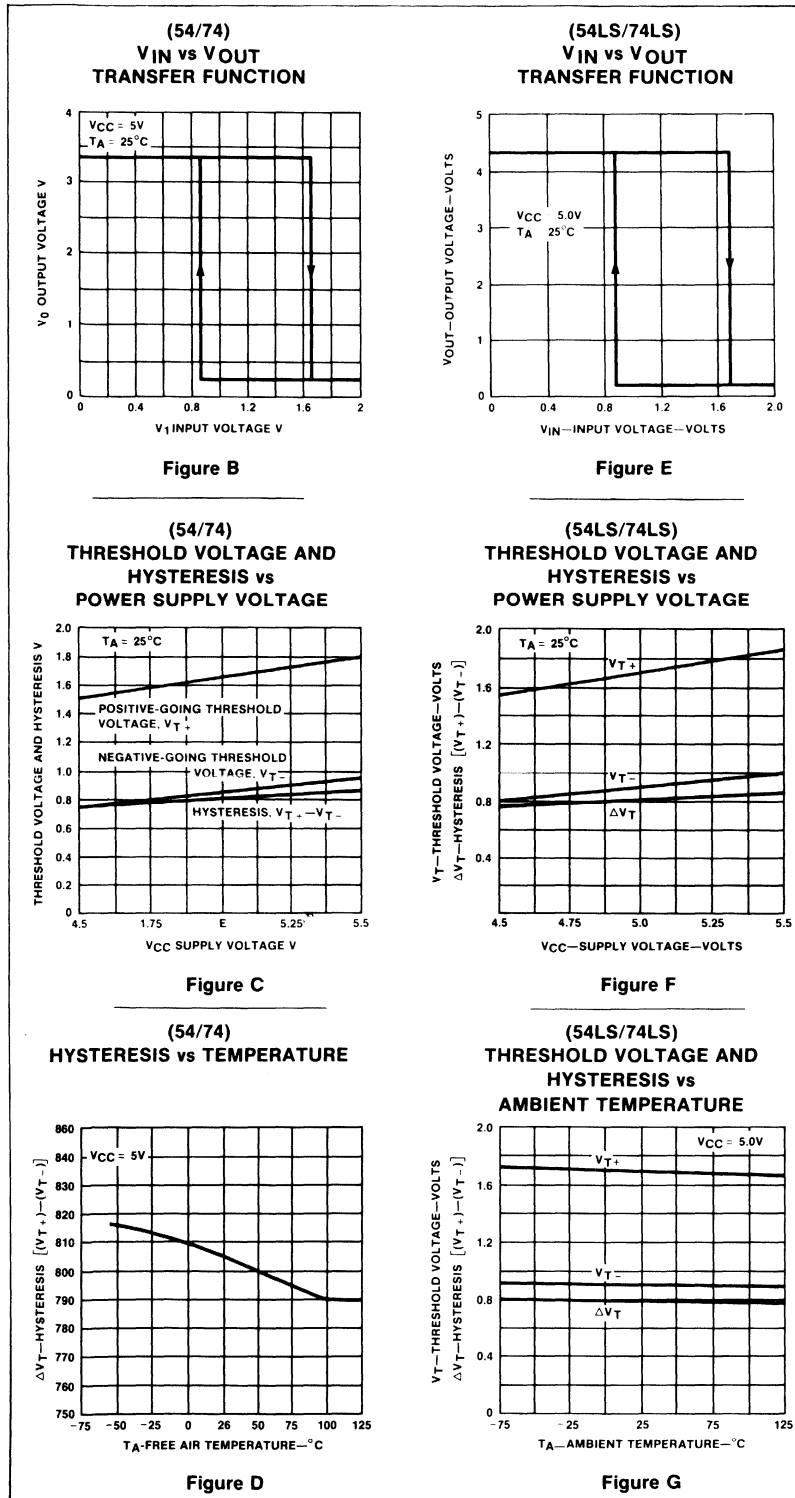 (54/74)
VIN vs VOUT
TRANSFER FUNCTION
4
3
2
1
0
VCC = 5V
TA = 25°C
V0 OUTPUT VOLTAGE V
0 0.4 0.8 1.2 1.6 2
V1 INPUT VOLTAGE V
Figure B
(54LS/74LS)
VIN vs VOUT
TRANSFER FUNCTION
5
4
3
2
1
0
VCC = 5.0V
TA 25°C
VOUT—OUTPUT VOLTAGE—VOLTS
0 0.4 0.8 1.2 1.6 2.0
VIN—INPUT VOLTAGE—VOLTS
Figure E
(54/74)
THRESHOLD VOLTAGE AND
HYSTERESIS vs
POWER SUPPLY VOLTAGE
2.0
1.8
1.6
1.4
1.2
1.0
0.8
0.6
0.4
0.2
0
TA = 25°C
POSITIVE-GOING THRESHOLD
VOLTAGE, VT+
NEGATIVE-GOING THRESHOLD
VOLTAGE, VT−
HYSTERESIS, VT+ − VT−
THRESHOLD VOLTAGE AND HYSTERESIS V
4.5 1.75 E 5.25 5.5
VCC SUPPLY VOLTAGE V
Figure C
(54LS/74LS)
THRESHOLD VOLTAGE AND
HYSTERESIS vs
POWER SUPPLY VOLTAGE
2.0
1.6
1.0
0.8
0.4
TA = 25°C
VT+
VT−
△VT
VT—THRESHOLD VOLTAGE—VOLTS
△VT—HYSTERESIS [(VT+)—(VT−)]
4.5 4.75 5.0 5.25 5.5
VCC—SUPPLY VOLTAGE—VOLTS
Figure F
(54/74)
HYSTERESIS vs TEMPERATURE
860
840
830
820
810
800
790
780
770
760
750
VCC = 5V
△VT—HYSTERESIS [(VT+)—(VT−)]
−75 −50 −25 0 26 50 75 100 125
TA-FREE AIR TEMPERATURE—°C
Figure D
(54LS/74LS)
THRESHOLD VOLTAGE AND
HYSTERESIS vs
AMBIENT TEMPERATURE
2.0
1.6
1.0
0.8
0.4
0
VCC = 5.0V
VT+
VT−
△VT
VT—THRESHOLD VOLTAGE—VOLTS
△VT—HYSTERESIS [(VT+)—(VT−)]
−75 −25 25 75 125
TA—AMBIENT TEMPERATURE—°C
Figure G